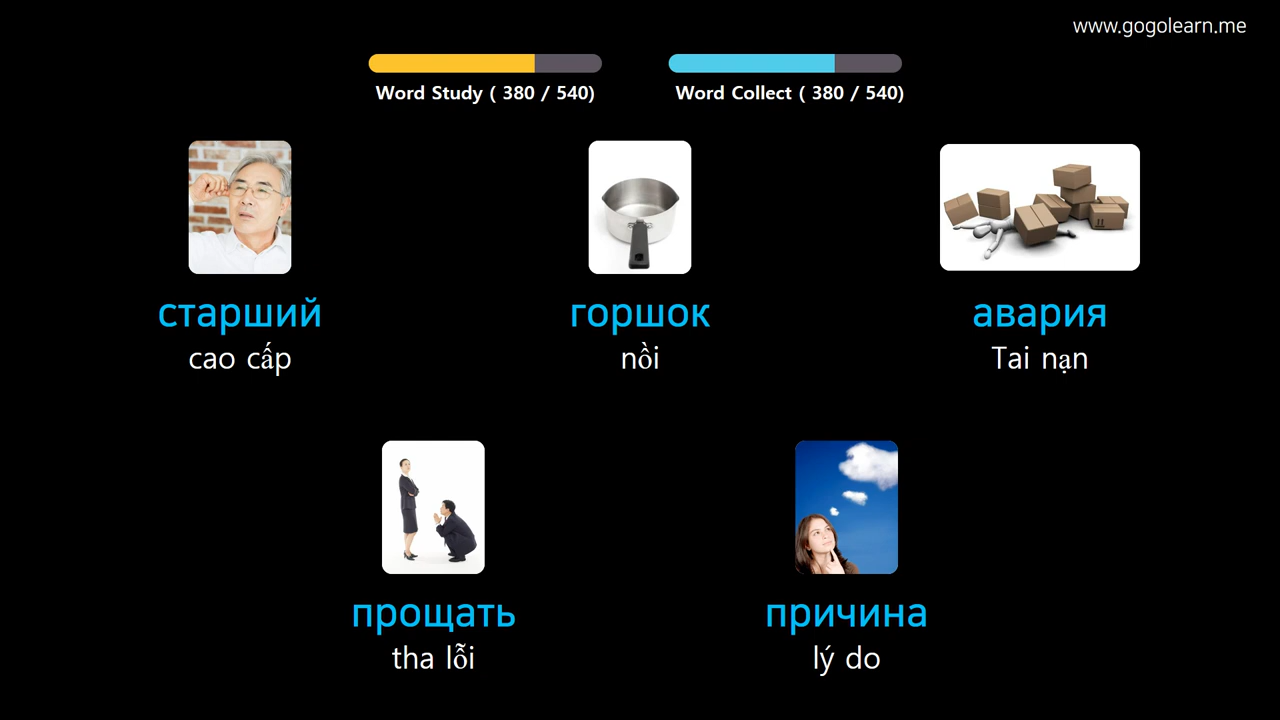 www.gogolearn.me
Word Study ( 380 / 540)
Word Collect ( 380 / 540)
старший
cao cấp
горшок
nồi
авария
Tai nạn
прощать
tha lỗi
причина
lý do